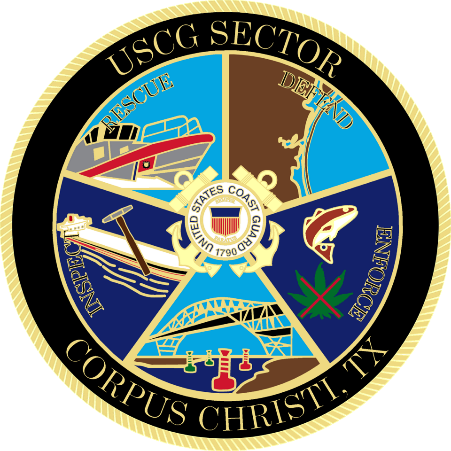 USCG SECTOR
RESCUE
DEFEND
INSPECT
ENFORCE
UNITED STATES COAST GUARD
1790
CORPUS CHRISTI, TX